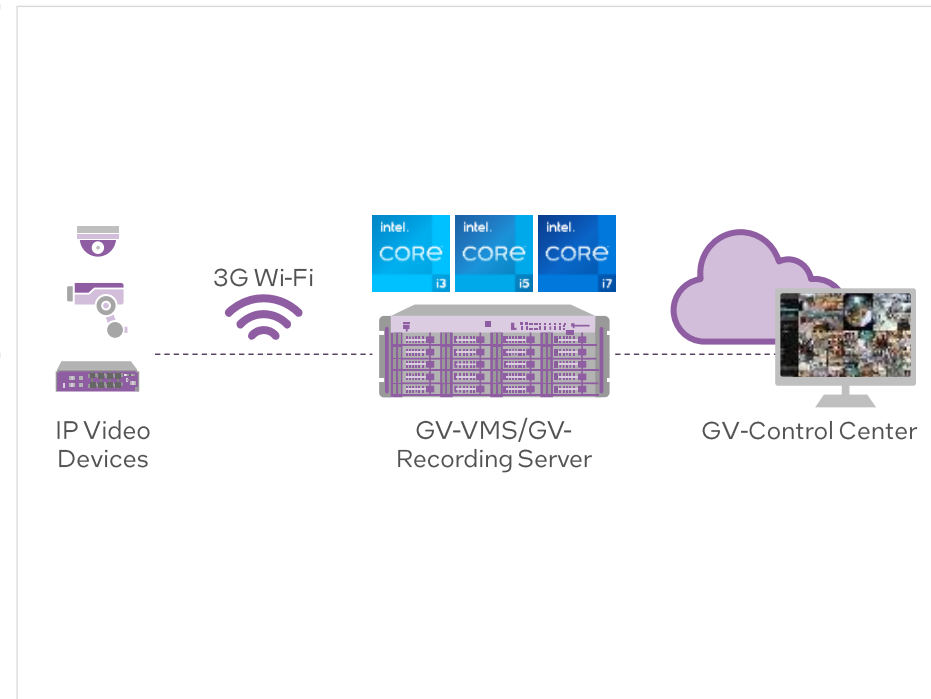 intel.
CORE
i3
intel.
CORE
i5
intel.
CORE
i7
3G Wi-Fi
IP Video
Devices
GV-VMS/GV-
Recording Server
GV-Control Center